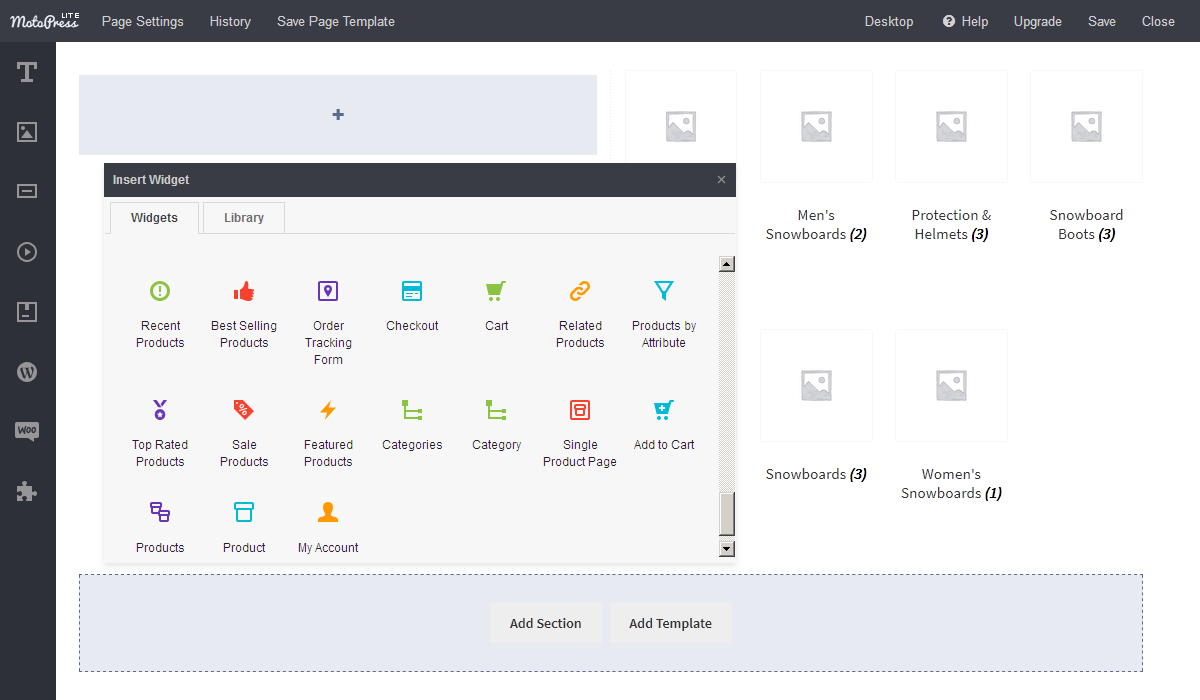 MotoPress LITE Page Settings History Save Page Template Desktop Help Upgrade Save Close
Insert Widget
Widgets Library
Recent
Products
Best Selling
Products
Order
Tracking
Form
Checkout
Cart
Related
Products
Products by
Attribute
Top Rated
Products
Sale
Products
Featured
Products
Categories
Category
Single
Product Page
Add to Cart
Products
Product
My Account
Men's
Snowboards (2)
Protection &
Helmets (3)
Snowboard
Boots (3)
Snowboards (3)
Women's
Snowboards (1)
Woo
Add Section
Add Template